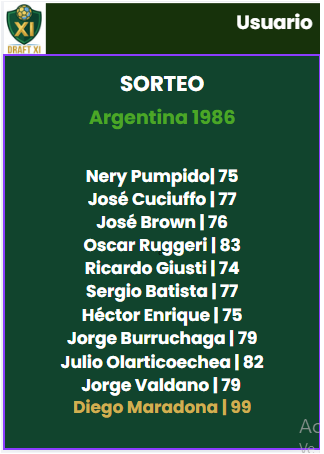 XI
DRAFT XI
Usuario
SORTEO
Argentina 1986
Nery Pumpido| 75
José Cuciuffo | 77
José Brown | 76
Oscar Ruggeri | 83
Ricardo Giusti | 74
Sergio Batista | 77
Héctor Enrique | 75
Jorge Burruchaga | 79
Julio Olarticoechea | 82
Jorge Valdano | 79
Diego Maradona | 99